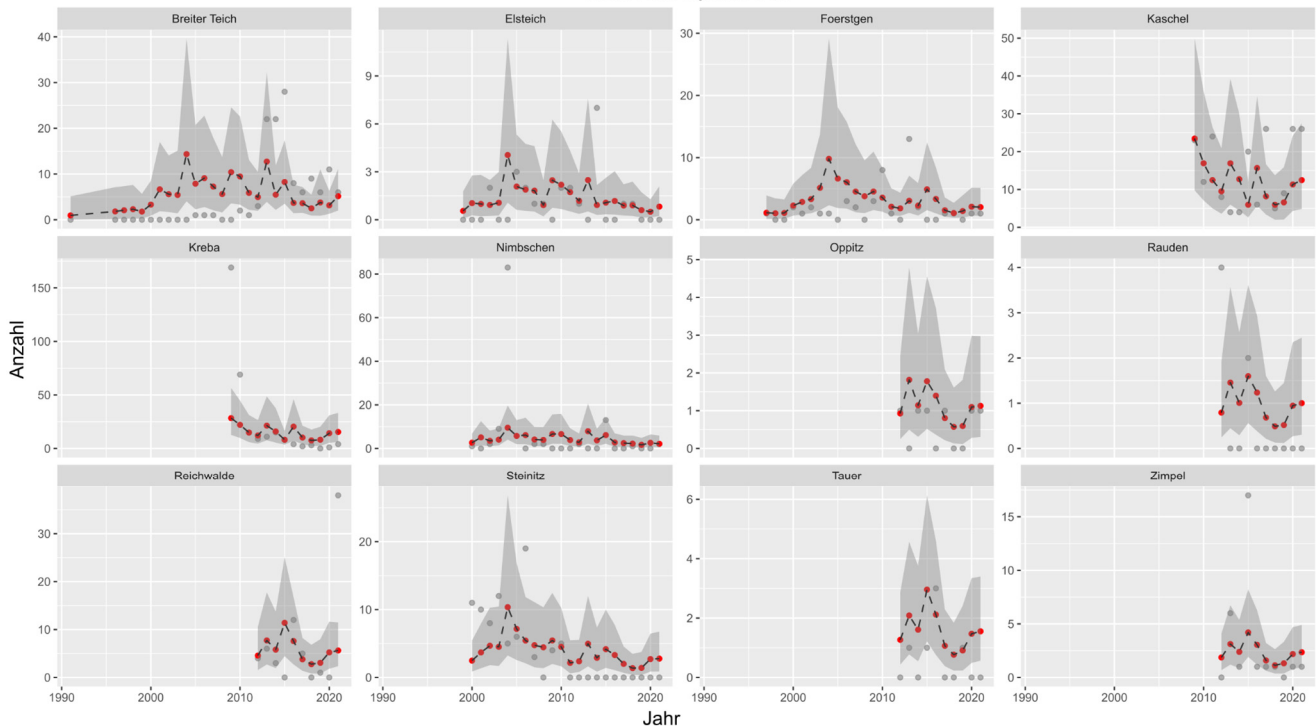 Breiter Teich Elsteich Foerstgen Kaschel
40 30 20 10 0
9 6 3 0
30 20 10 0
50 40 30 20 10 0
Kreba Nimbschen Oppitz Rauden
150 100 50 0
80 60 40 20 0
5 4 3 2 1 0
4 3 2 1 0
Anzahl
Reichwalde Steinitz Tauer Zimpel
30 20 10 0
20 10 0
6 4 2 0
15 10 5 0
1990 2000 2010 2020 1990 2000 2010 2020 1990 2000 2010 2020 1990 2000 2010 2020
Jahr